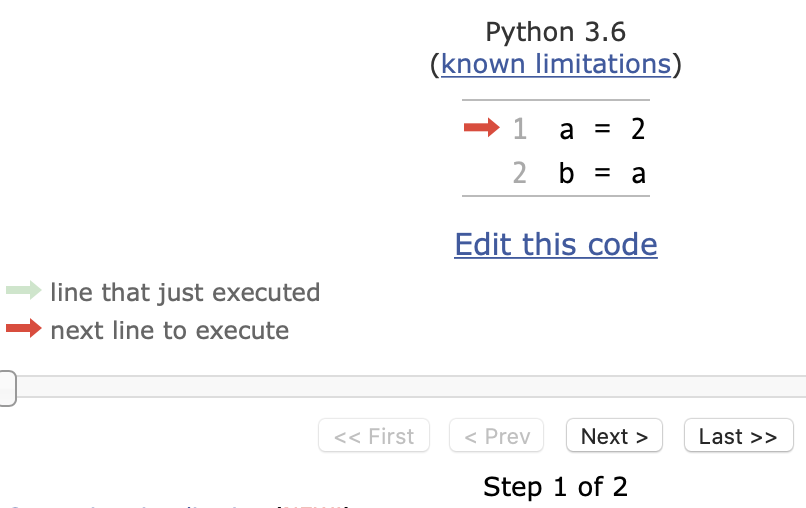 Python 3.6
(known limitations)
1 a = 2
2 b = a
Edit this code
line that just executed
next line to execute
<< First < Prev Next > Last >>
Step 1 of 2